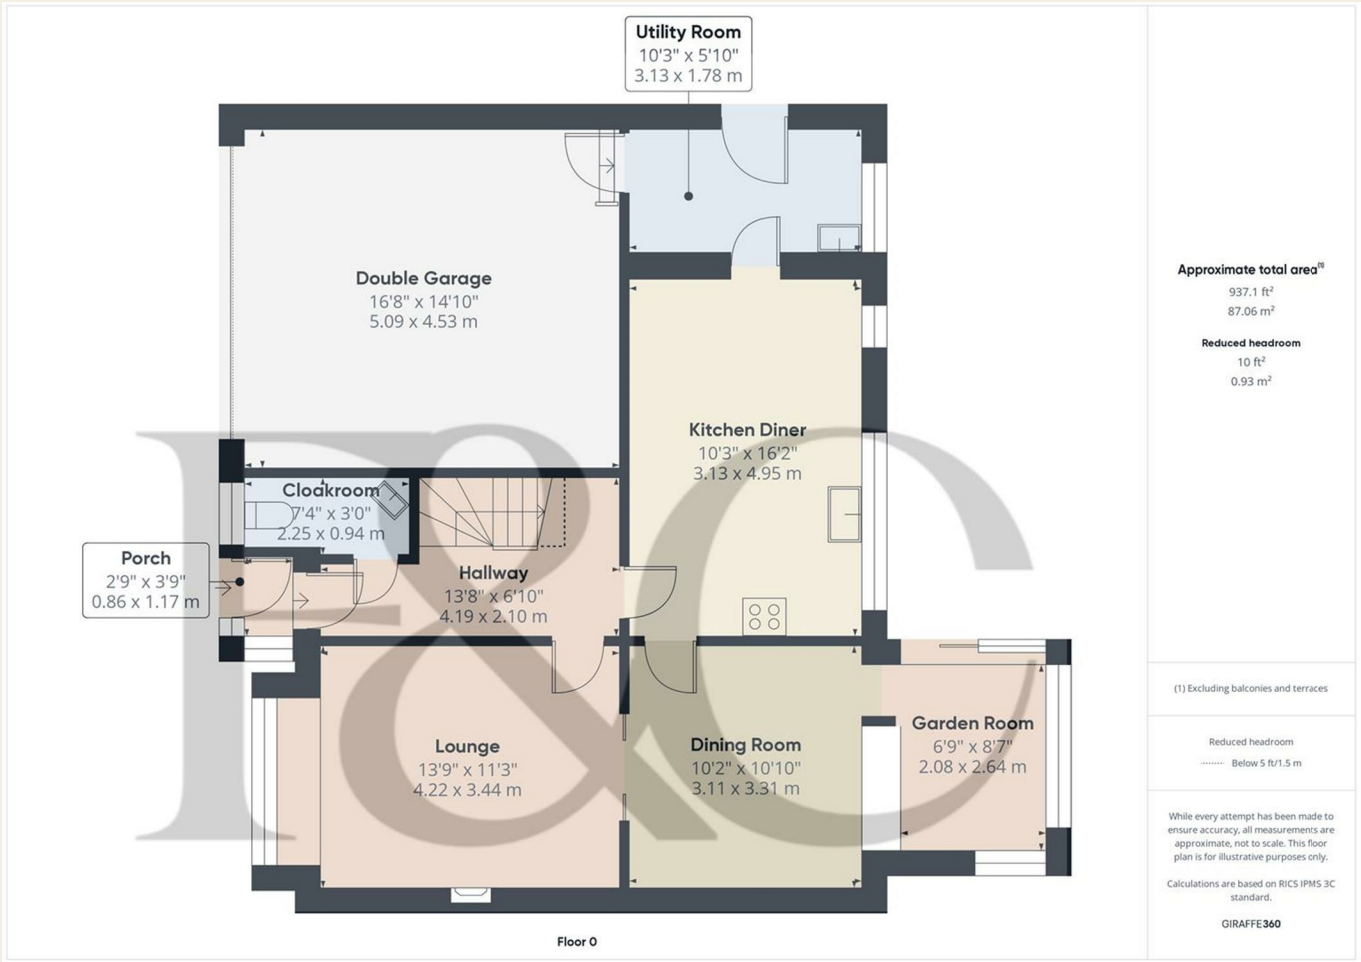 Utility Room
10'3" x 5'10"
3.13 x 1.78 m
Double Garage
16'8" x 14'10"
5.09 x 4.53 m
Kitchen Diner
10'3" x 16'2"
3.13 x 4.95 m
Cloakroom
7'4" x 3'0"
2.25 x 0.94 m
Porch
2'9" x 3'9"
0.86 x 1.17 m
Hallway
13'8" x 6'10"
4.19 x 2.10 m
Lounge
13'9" x 11'3"
4.22 x 3.44 m
Dining Room
10'2" x 10'10"
3.11 x 3.31 m
Garden Room
6'9" x 8'7"
2.08 x 2.64 m
F&C
Floor 0
Approximate total area(1)
937.1 ft²
87.06 m²
Reduced headroom
10 ft²
0.93 m²
(1) Excluding balconies and terraces
Reduced headroom
Below 5 ft/1.5 m
While every attempt has been made to
ensure accuracy, all measurements are
approximate, not to scale. This floor
plan is for illustrative purposes only.
Calculations are based on RICS IPMS 3C
standard.
GIRAFFE360